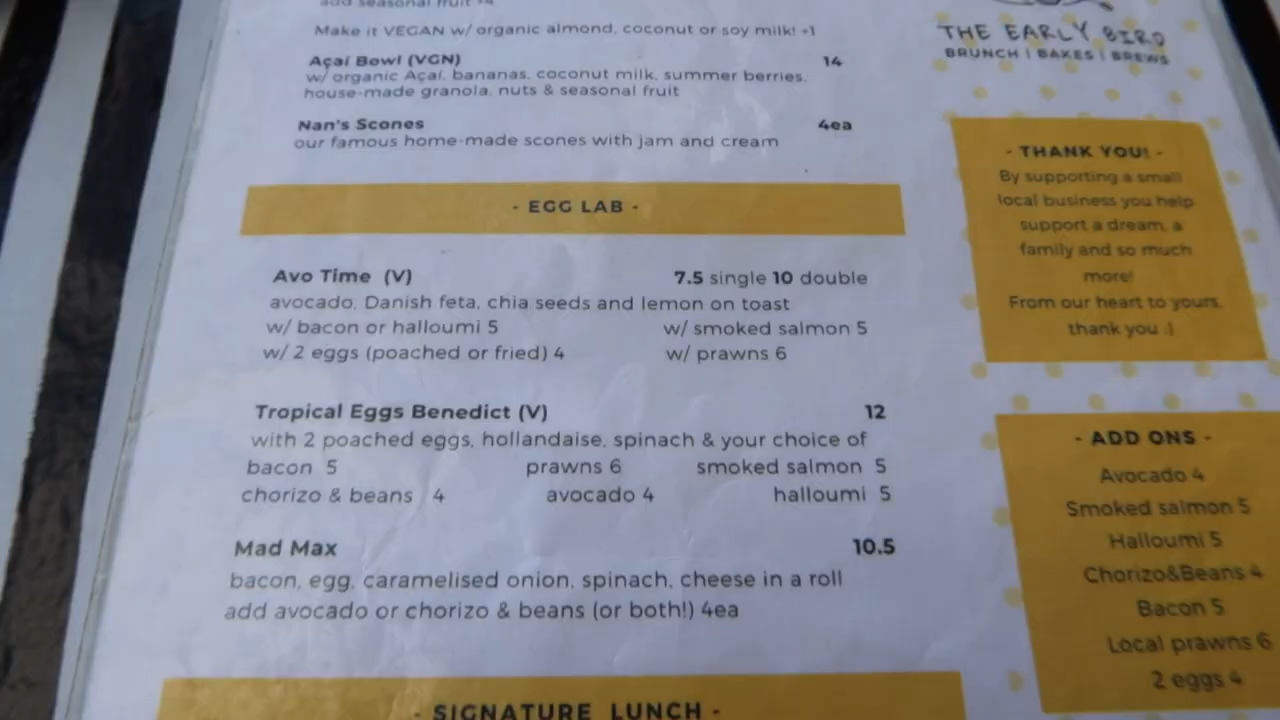 add seasonal fruit +4
Make it VEGAN w/ organic almond, coconut or soy milk! +1
Açaí Bowl (VGN) 14
w/ organic Açaí, bananas, coconut milk, summer berries,
house-made granola, nuts & seasonal fruit
Nan's Scones 4ea
our famous home-made scones with jam and cream
- EGG LAB -
Avo Time (V) 7.5 single 10 double
avocado, Danish feta, chia seeds and lemon on toast
w/ bacon or halloumi 5 w/ smoked salmon 5
w/ 2 eggs (poached or fried) 4 w/ prawns 6
Tropical Eggs Benedict (V) 12
with 2 poached eggs, hollandaise, spinach & your choice of
bacon 5 prawns 6 smoked salmon 5
chorizo & beans 4 avocado 4 halloumi 5
Mad Max 10.5
bacon, egg, caramelised onion, spinach, cheese in a roll
add avocado or chorizo & beans (or both!) 4ea
- SIGNATURE LUNCH -
THE EARLY BIRD
BRUNCH | BAKES | BREWS
- THANK YOU! -
By supporting a small
local business you help
support a dream, a
family and so much
more!
From our heart to yours,
thank you :)
- ADD ONS -
Avocado 4
Smoked salmon 5
Halloumi 5
Chorizo&Beans 4
Bacon 5
Local prawns 6
2 eggs 4